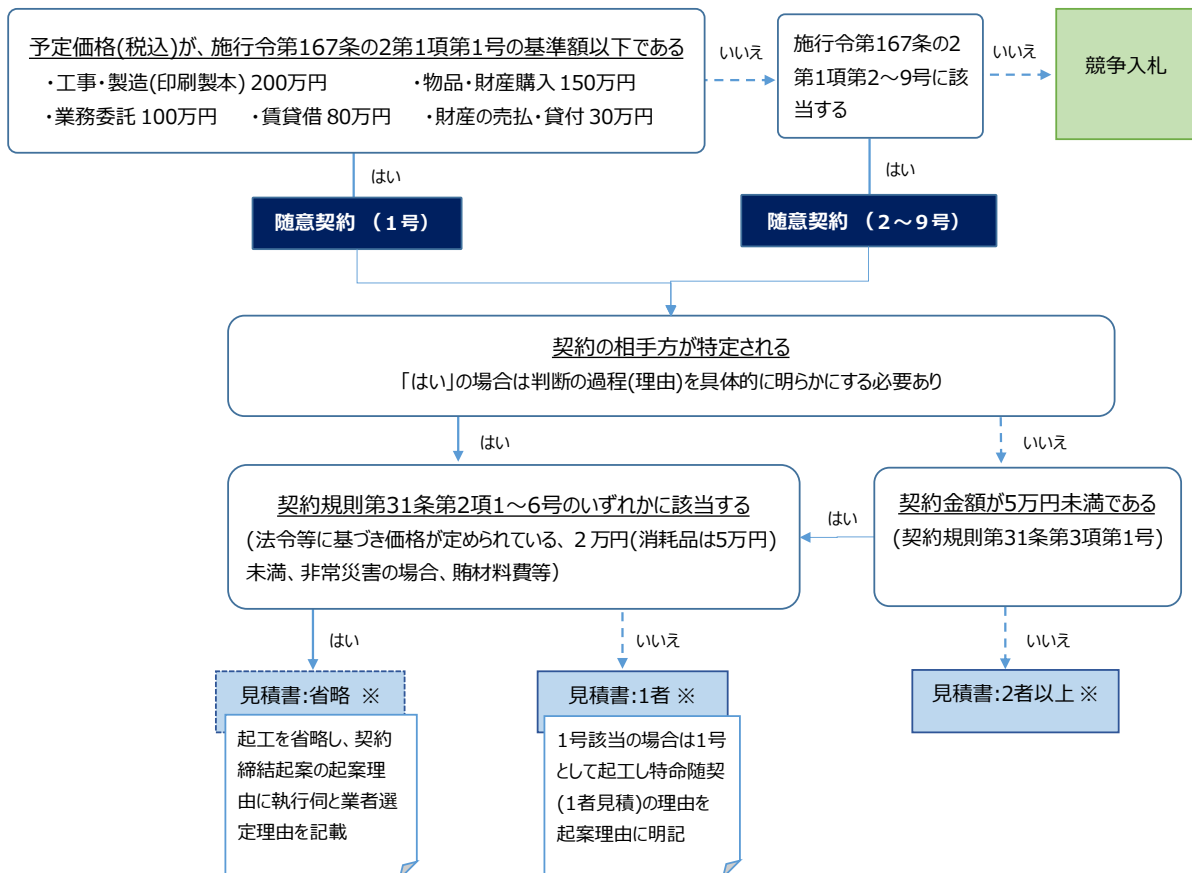 予定価格(税込)が、施行令第167条の2第1項第1号の基準額以下である
・工事・製造(印刷製本) 200万円　・物品・財産購入 150万円
・業務委託 100万円　・賃貸借 80万円　・財産の売払・貸付 30万円
いいえ
施行令第167条の2
第1項第2～9号に該
当する
いいえ
競争入札
はい
はい
随意契約 （1号）
随意契約 （2～9号）
契約の相手方が特定される
「はい」の場合は判断の過程(理由)を具体的に明らかにする必要あり
はい
いいえ
契約規則第31条第2項1～6号のいずれかに該当する
(法令等に基づき価格が定められている、２万円(消耗品は5万円)
未満、非常災害の場合、賄材料費等）
はい
契約金額が5万円未満である
(契約規則第31条第3項第1号)
はい
いいえ
いいえ
見積書:省略 ※
見積書:1者 ※
見積書:2者以上 ※
起工を省略し、契約
締結起案の起案理
由に執行伺と業者選
定理由を記載
1号該当の場合は1号
として起工し特命随契
(1者見積)の理由を
起案理由に明記